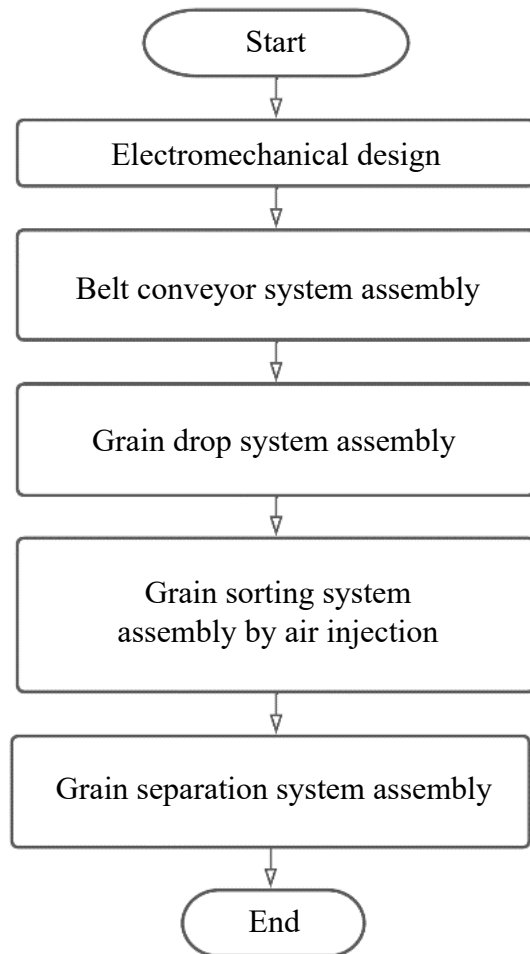 Start
Electromechanical design
Belt conveyor system assembly
Grain drop system assembly
Grain sorting system
assembly by air injection
Grain separation system assembly
End